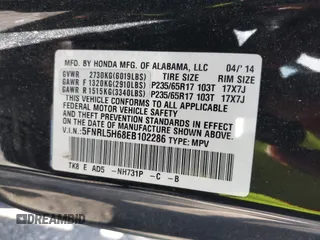 MFD. BY HONDA MFG. OF ALABAMA, LLC 04/'14
GVWR 2730KG(6019LBS) TIRE SIZE RIM SIZE
GAWR F 1320KG(2910LBS) P235/65R17 103T 17X7J
GAWR R 1515KG(3340LBS) P235/65R17 103T 17X7J
THIS VEHICLE CONFORMS TO ALL APPLICABLE
FEDERAL MOTOR VEHICLE SAFETY AND THEFT
PREVENTION STANDARDS IN EFFECT ON THE DATE
OF MANUFACTURE SHOWN ABOVE.
V.I.N:5FNRL5H68EB102286 TYPE:MPV
TK8 E AD5 -NH731P -C -B